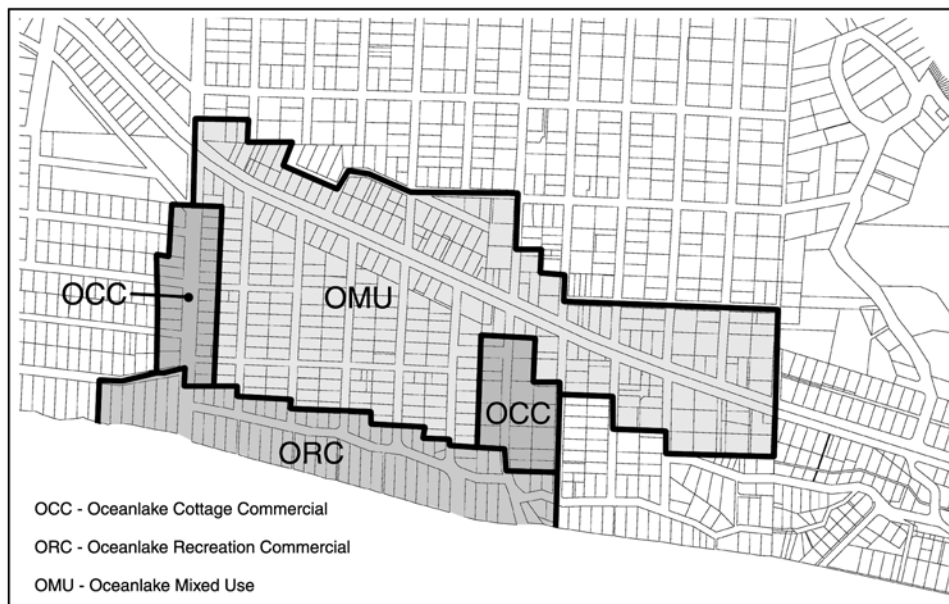 OCC
OMU
OCC
ORC
OCC - Oceanlake Cottage Commercial
ORC - Oceanlake Recreation Commercial
OMU - Oceanlake Mixed Use